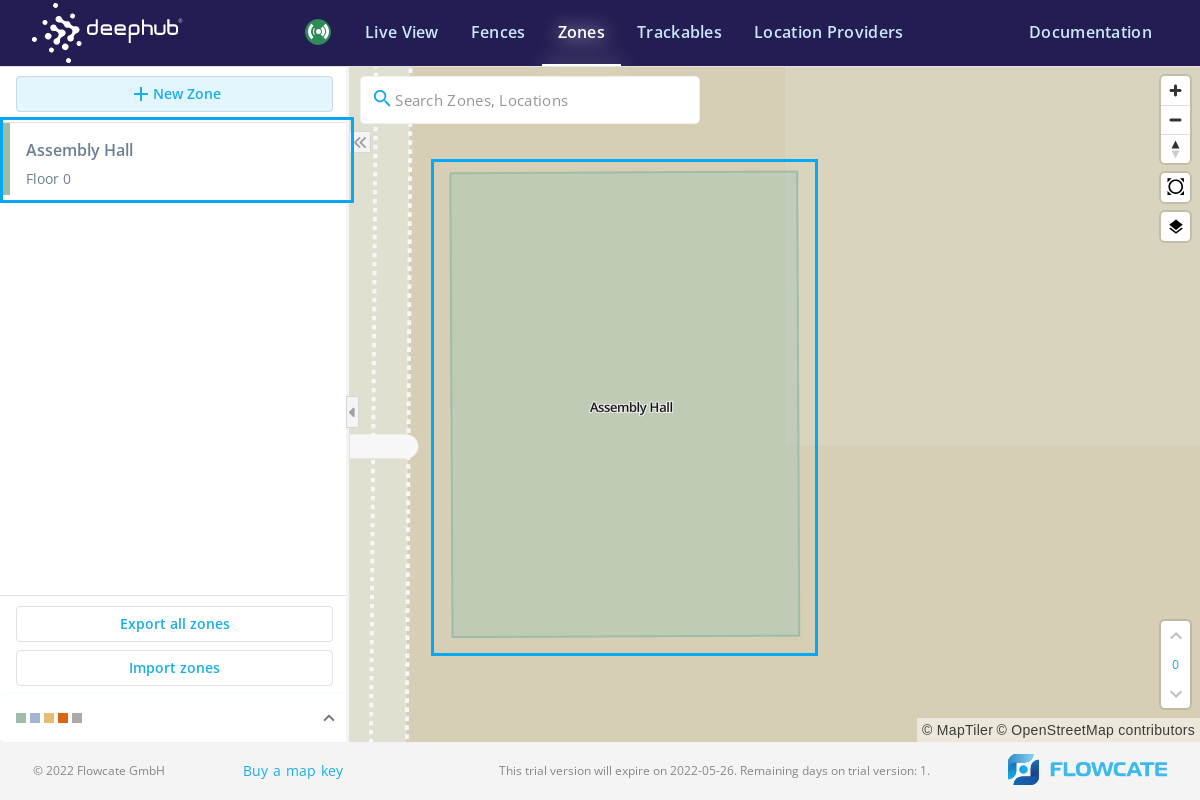 deephub®
Live View
Fences
Zones
Trackables
Location Providers
Documentation
New Zone
Search Zones, Locations
Assembly Hall
Floor 0
Assembly Hall
Export all zones
Import zones
0
© MapTiler © OpenStreetMap contributors
© 2022 Flowcate GmbH
Buy a map key
This trial version will expire on 2022-05-26. Remaining days on trial version: 1.
FLOWCATE